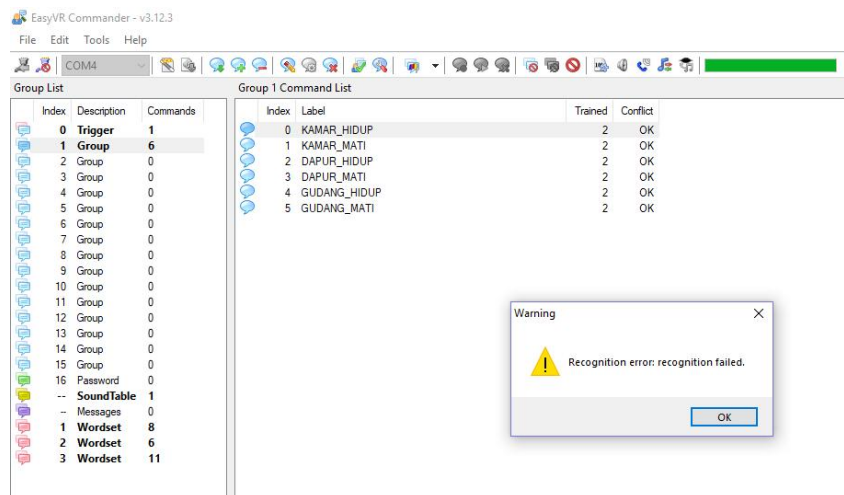 EasyVR Commander - v3.12.3
File Edit Tools Help
COM4
Group List
Group 1 Command List
Index Description Commands
0 Trigger 1
1 Group 6
2 Group 0
3 Group 0
4 Group 0
5 Group 0
6 Group 0
7 Group 0
8 Group 0
9 Group 0
10 Group 0
11 Group 0
12 Group 0
13 Group 0
14 Group 0
15 Group 0
16 Password 0
-- SoundTable 1
-- Messages 0
1 Wordset 8
2 Wordset 6
3 Wordset 11
Index Label Trained Conflict
0 KAMAR_HIDUP 2 OK
1 KAMAR_MATI 2 OK
2 DAPUR_HIDUP 2 OK
3 DAPUR_MATI 2 OK
4 GUDANG_HIDUP 2 OK
5 GUDANG_MATI 2 OK
Warning
Recognition error: recognition failed.
OK